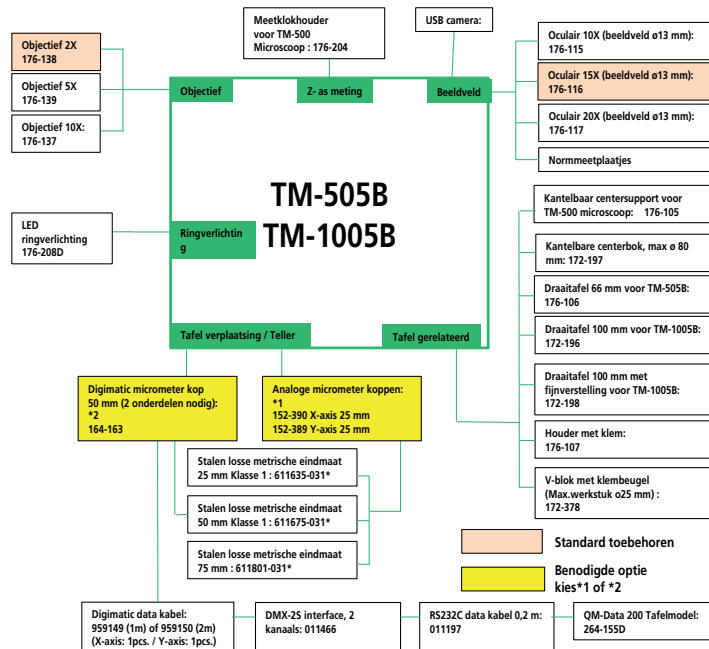 Meetklokhouder
voor TM-500
Microscoop : 176-204
USB camera:
Objectief 2X
176-138
Objectief 5X
176-139
Objectief 10X:
176-137
Objectief
Z- as meting
Beeldveld
Oculair 10X (beeldveld ø13 mm):
176-115
Oculair 15X (beeldveld ø13 mm):
176-116
Oculair 20X (beeldveld ø13 mm):
176-117
Normmeetplaatjes
TM-505B
TM-1005B
LED
ringverlichting
176-208D
Ringverlichtin
g
Kantelbaar centersupport voor
TM-500 microscoop: 176-105
Kantelbare centerbok, max ø 80
mm: 172-197
Draaitafel 66 mm voor TM-505B:
176-106
Draaitafel 100 mm voor TM-1005B:
172-196
Draaitafel 100 mm met
fijnverstelling voor TM-1005B:
172-198
Houder met klem:
176-107
V-blok met klembeugel
(Max.werkstuk o25 mm) :
172-378
Tafel verplaatsing / Teller
Tafel gerelateerd
Digimatic micrometer kop
50 mm (2 onderdelen nodig):
*2
164-163
Analoge micrometer koppen:
*1
152-390 X-axis 25 mm
152-389 Y-axis 25 mm
Stalen losse metrische eindmaat
25 mm Klasse 1 : 611635-031*
Stalen losse metrische eindmaat
50 mm Klasse 1 : 611675-031*
Stalen losse metrische eindmaat
75 mm : 611801-031*
Standard toebehoren
Benodigde optie
kies*1 of *2
Digimatic data kabel:
959149 (1m) of 959150 (2m)
(X-axis: 1pcs. / Y-axis: 1pcs.)
DMX-2S interface, 2
kanaals: 011466
RS232C data kabel 0,2 m:
011197
QM-Data 200 Tafelmodel:
264-155D